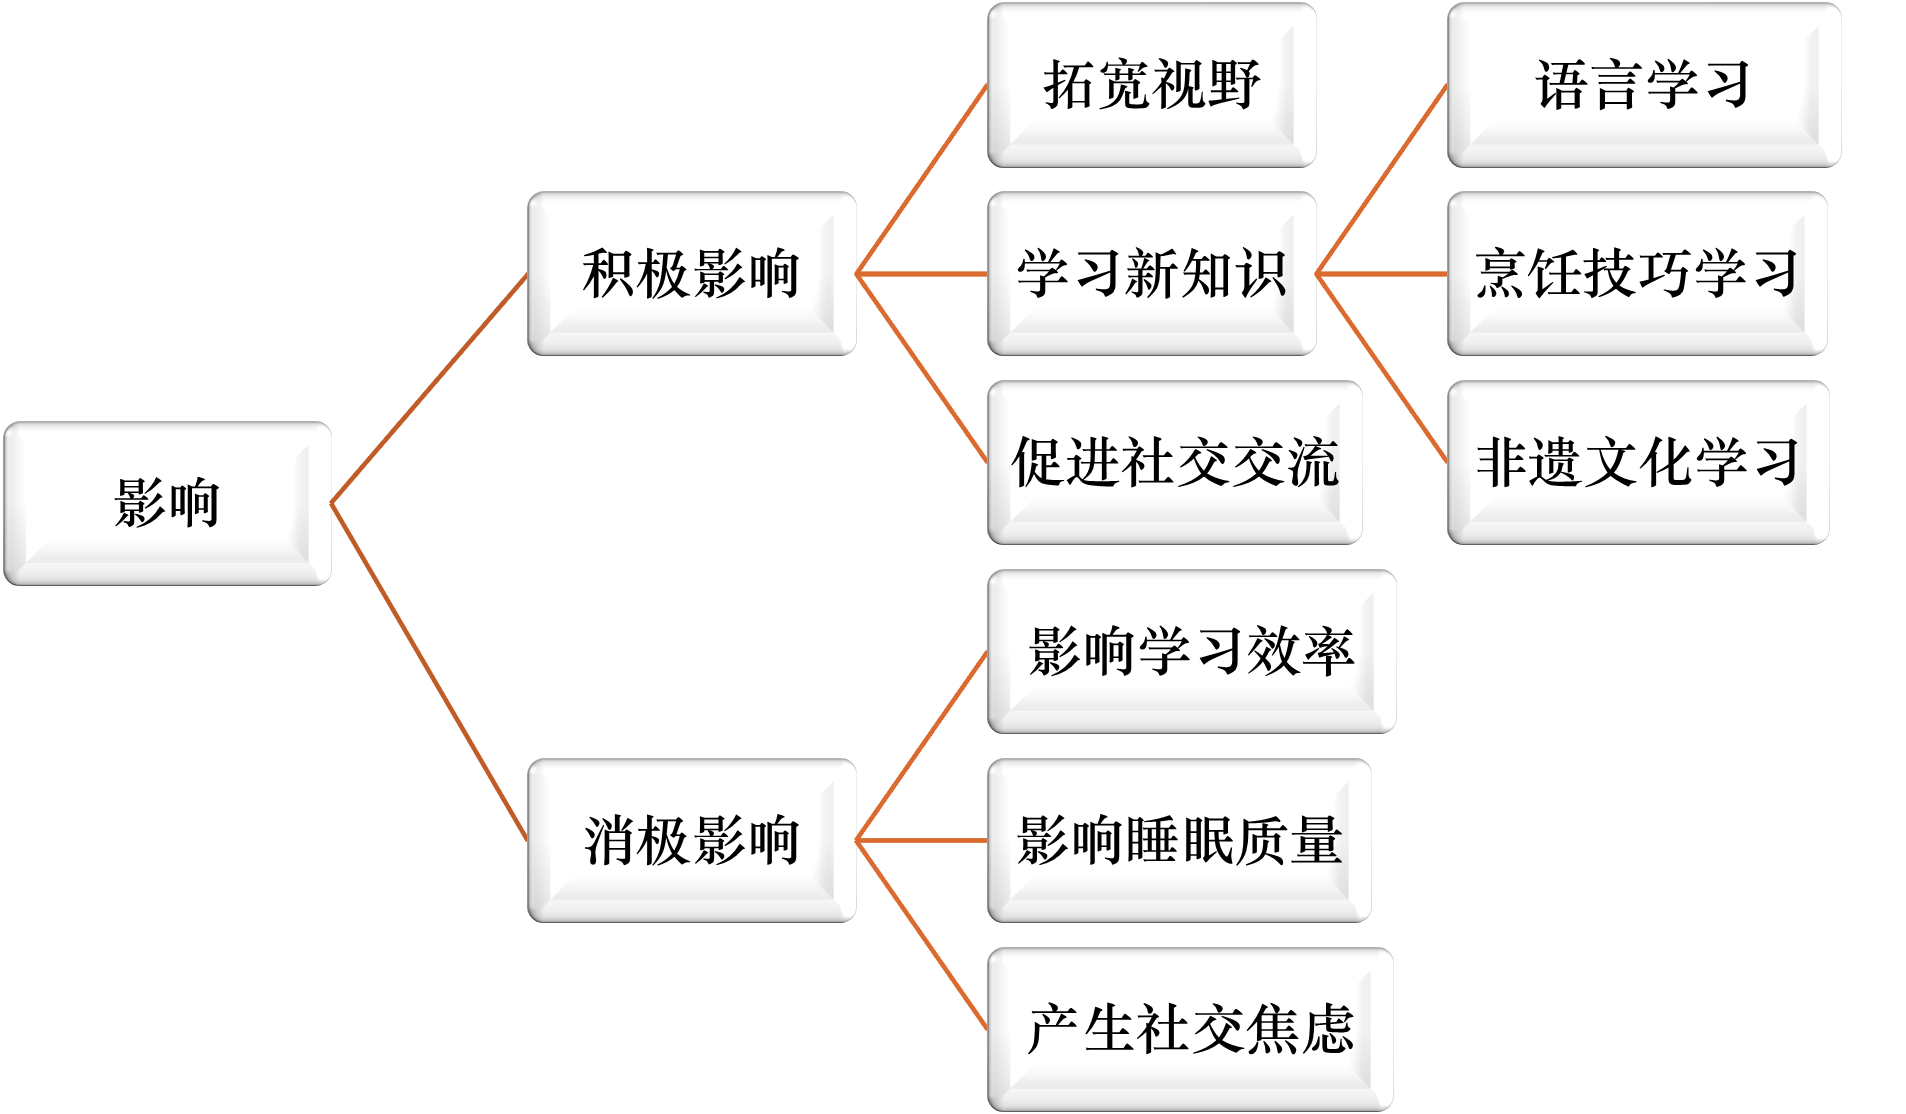 影响
积极影响
拓宽视野
学习新知识
语言学习
烹饪技巧学习
非遗文化学习
促进社交交流
消极影响
影响学习效率
影响睡眠质量
产生社交焦虑